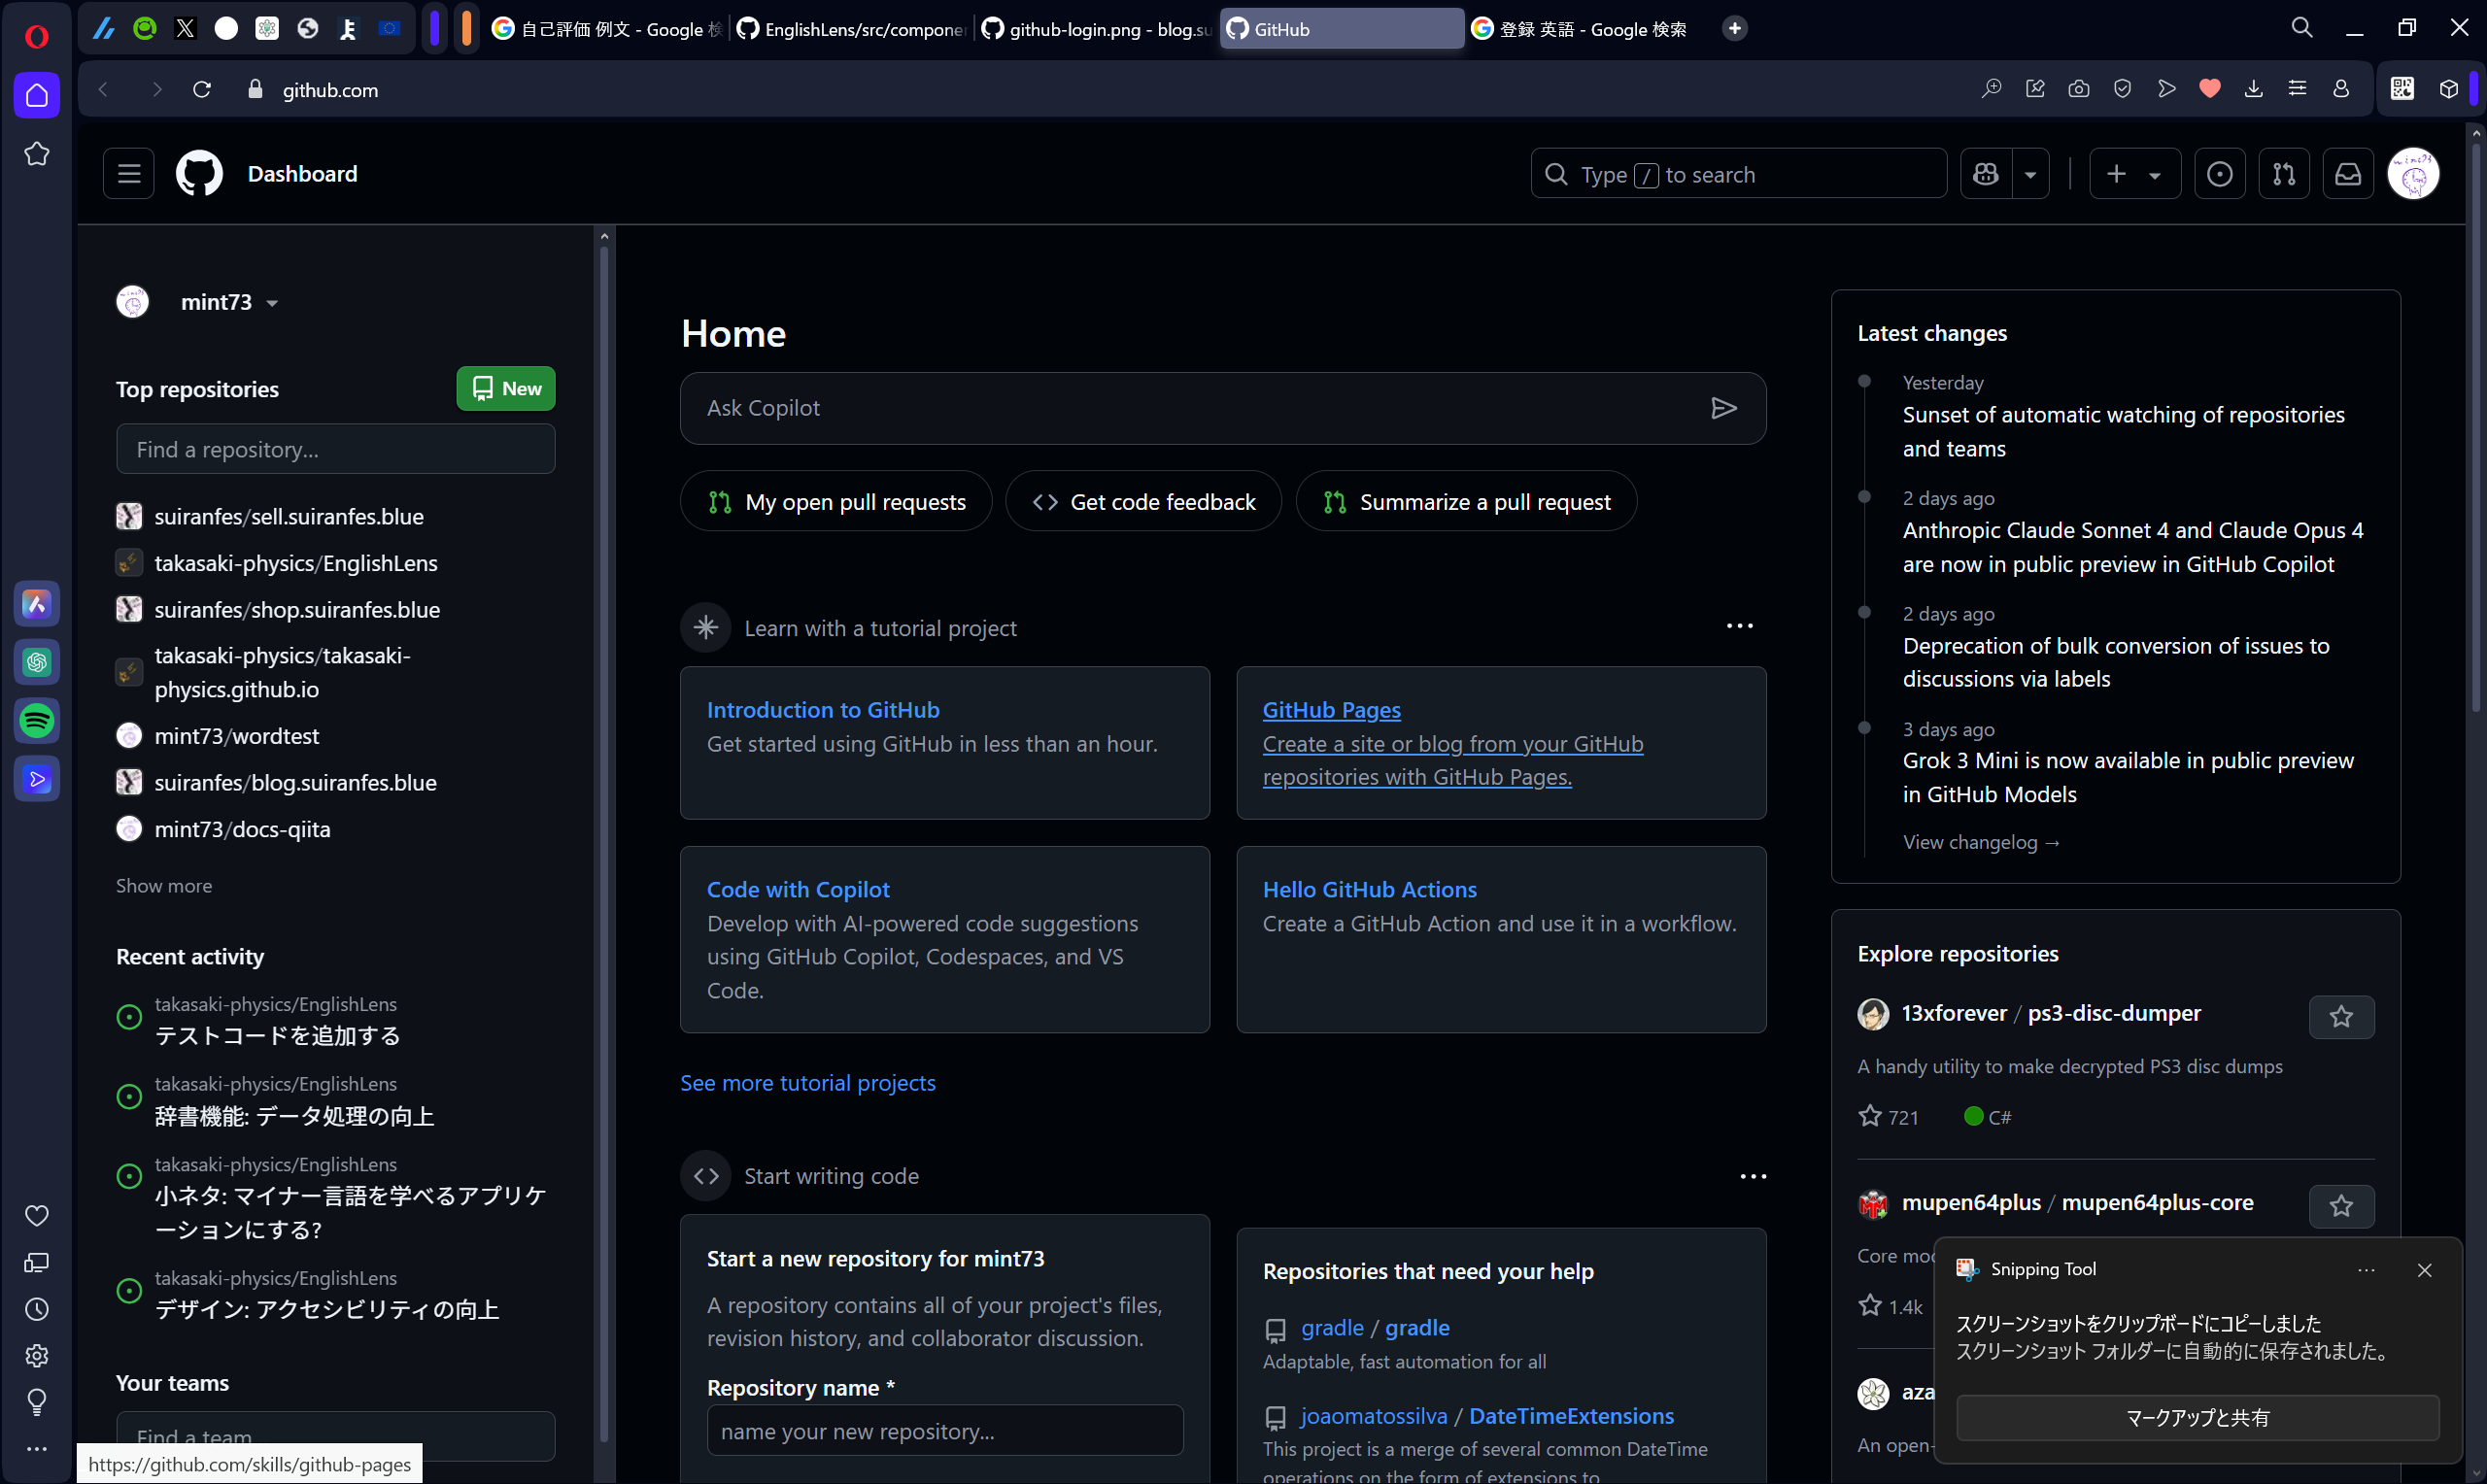 自己評価 例文 - Google 検
EnglishLens/src/componen
github-login.png - blog.su
GitHub
登録 英語 - Google 検索
github.com
Dashboard
Type / to search
mint73
Top repositories
New
Find a repository...
suiranfes/sell.suiranfes.blue
takasaki-physics/EnglishLens
suiranfes/shop.suiranfes.blue
takasaki-physics/takasaki-
physics.github.io
mint73/wordtest
suiranfes/blog.suiranfes.blue
mint73/docs-qiita
Show more
Recent activity
takasaki-physics/EnglishLens
テストコードを追加する
takasaki-physics/EnglishLens
辞書機能: データ処理の向上
takasaki-physics/EnglishLens
小ネタ: マイナー言語を学べるアプリケ
ーションにする?
takasaki-physics/EnglishLens
デザイン: アクセシビリティの向上
Your teams
Find a team
https://github.com/skills/github-pages
Home
Ask Copilot
My open pull requests
Get code feedback
Summarize a pull request
Learn with a tutorial project
Introduction to GitHub
Get started using GitHub in less than an hour.
GitHub Pages
Create a site or blog from your GitHub
repositories with GitHub Pages.
Code with Copilot
Develop with AI-powered code suggestions
using GitHub Copilot, Codespaces, and VS
Code.
Hello GitHub Actions
Create a GitHub Action and use it in a workflow.
See more tutorial projects
Start writing code
Start a new repository for mint73
A repository contains all of your project's files,
revision history, and collaborator discussion.
Repository name *
name your new repository...
Repositories that need your help
gradle / gradle
Adaptable, fast automation for all
joaomatossilva / DateTimeExtensions
This project is a merge of several common DateTime
operations on the form of extensions to
Latest changes
Yesterday
Sunset of automatic watching of repositories
and teams
2 days ago
Anthropic Claude Sonnet 4 and Claude Opus 4
are now in public preview in GitHub Copilot
2 days ago
Deprecation of bulk conversion of issues to
discussions via labels
3 days ago
Grok 3 Mini is now available in public preview
in GitHub Models
View changelog →
Explore repositories
13xforever / ps3-disc-dumper
A handy utility to make decrypted PS3 disc dumps
721 C#
mupen64plus / mupen64plus-core
Core mod
1.4k
aza
An open-
Snipping Tool
スクリーンショットをクリップボードにコピーしました
スクリーンショット フォルダーに自動的に保存されました。
マークアップと共有